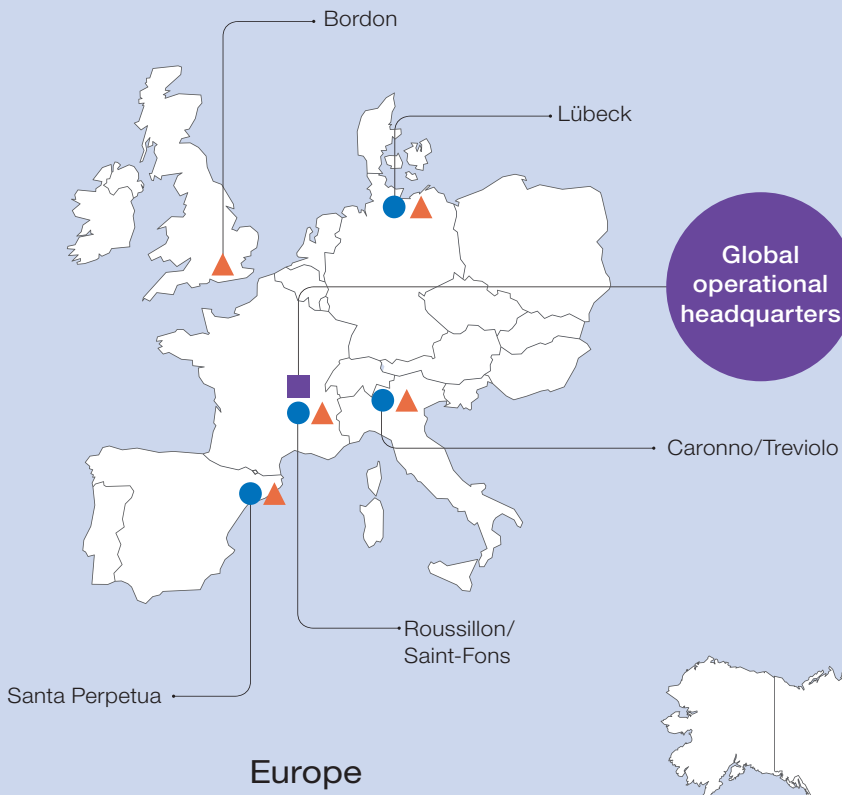 Bordon
Lübeck
Global
operational
headquarters
Caronno/Treviolo
Roussillon/
Saint-Fons
Santa Perpetua
Europe